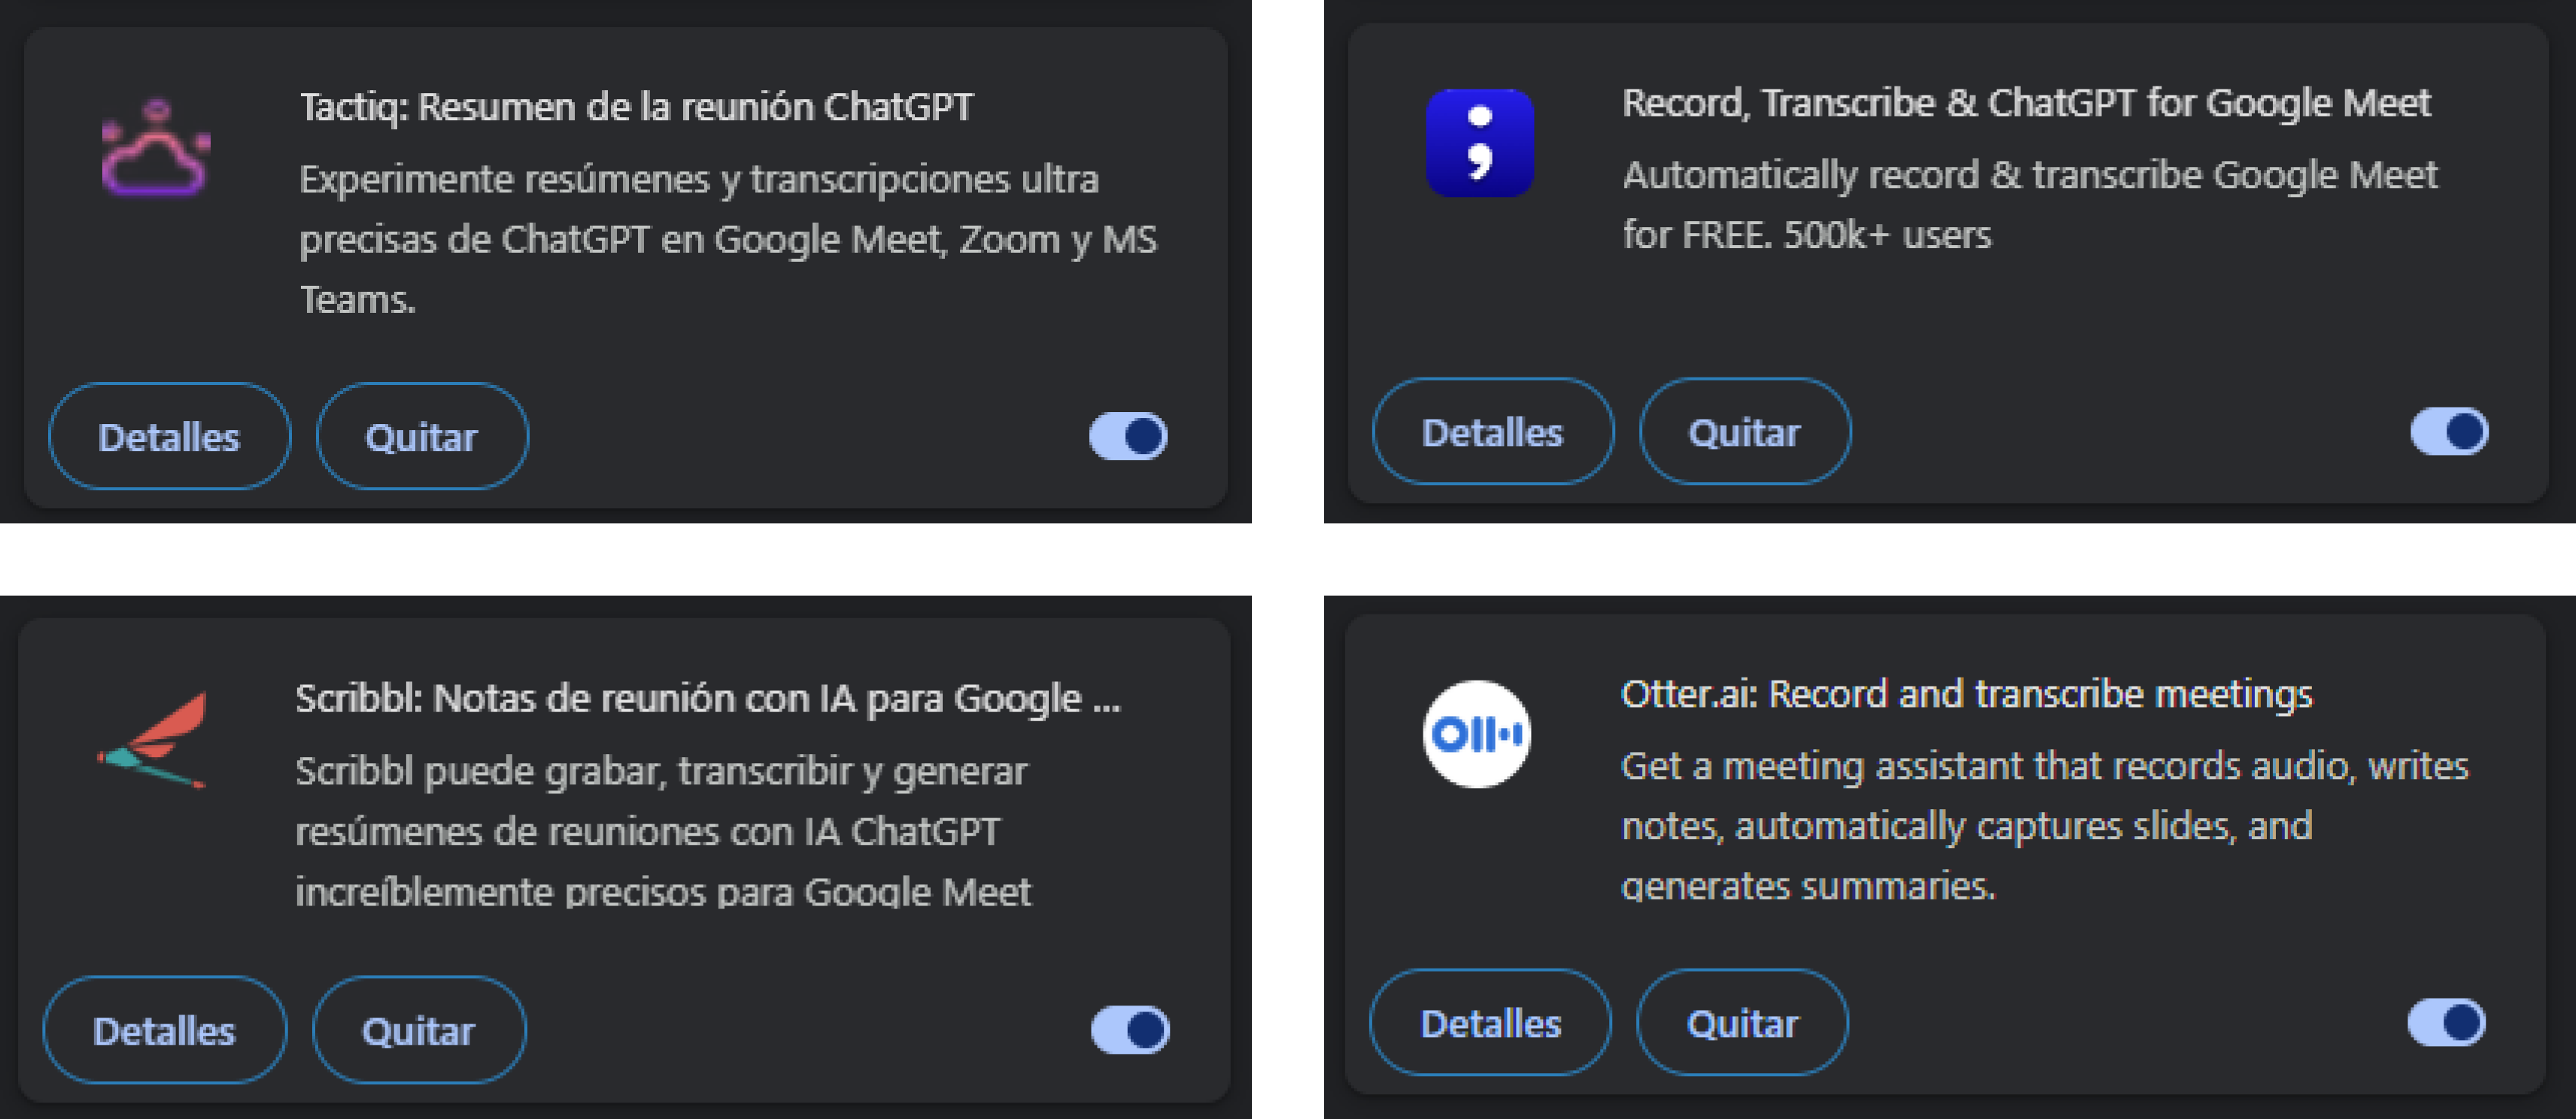 Tactiq: Resumen de la reunión ChatGPT
Experimente resúmenes y transcripciones ultra
precisas de ChatGPT en Google Meet, Zoom y MS
Teams.
Detalles
Quitar
Record, Transcribe & ChatGPT for Google Meet
Automatically record & transcribe Google Meet
for FREE. 500k+ users
Detalles
Quitar
Scribbl: Notas de reunión con IA para Google ...
Scribbl puede grabar, transcribir y generar
resúmenes de reuniones con IA ChatGPT
increíblemente precisos para Google Meet
Detalles
Quitar
Otter.ai: Record and transcribe meetings
Get a meeting assistant that records audio, writes
notes, automatically captures slides, and
generates summaries.
Detalles
Quitar